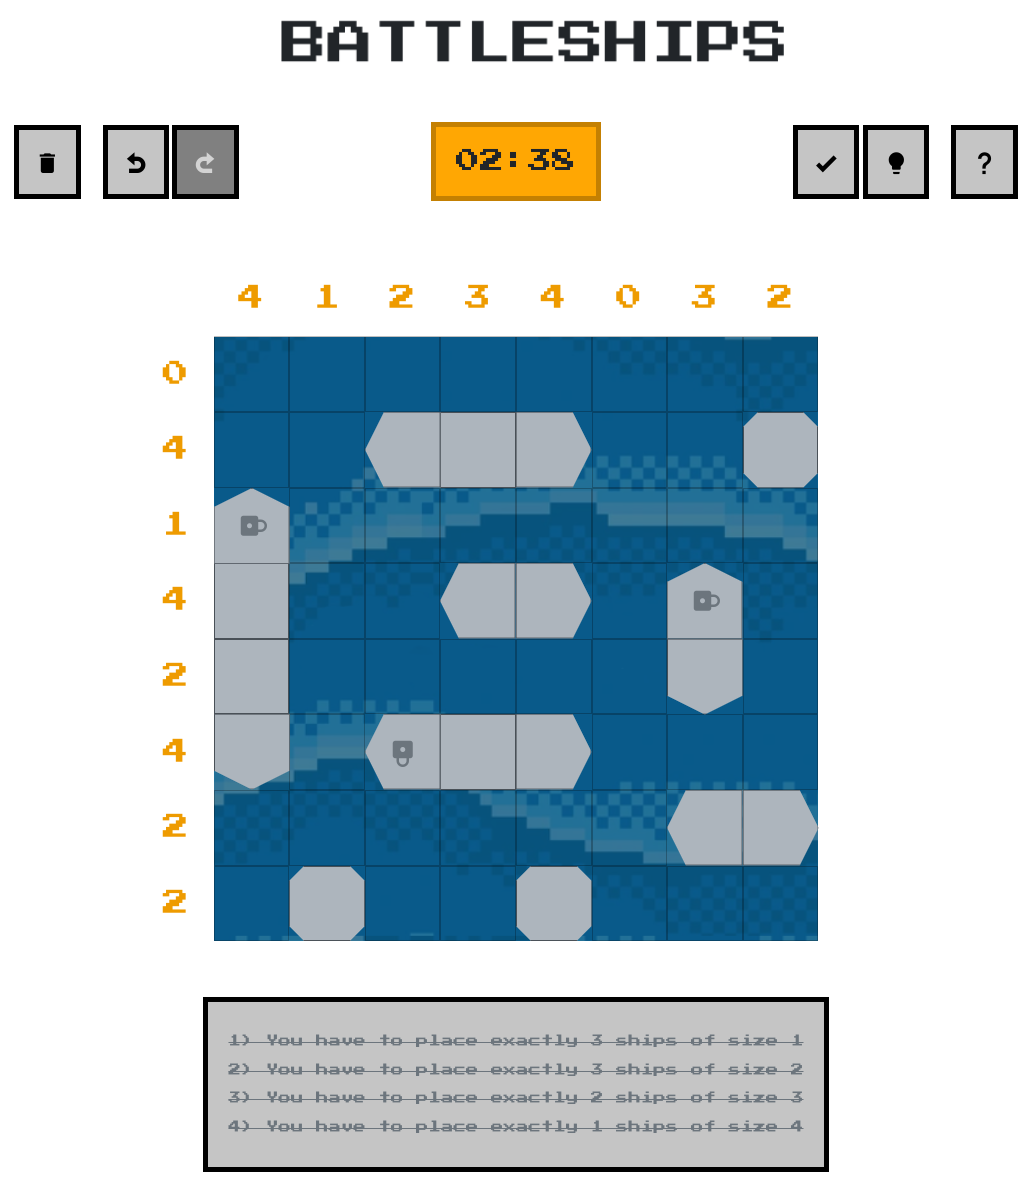 BATTLESHIPS
02:38
?
4 1 2 3 4 0 3 2
0
4
1
4
2
4
2
2
1) You have to place exactly 3 ships of size 1
2) You have to place exactly 3 ships of size 2
3) You have to place exactly 2 ships of size 3
4) You have to place exactly 1 ships of size 4